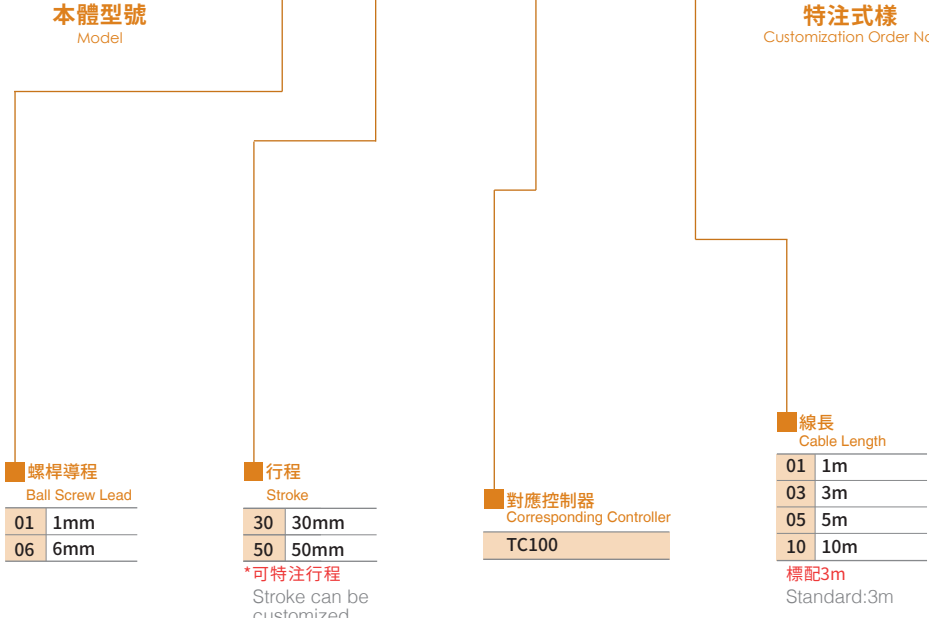 本體型號
Model
特注式樣
Customization Order
螺桿導程
Ball Screw Lead
01 1mm
06 6mm
行程
Stroke
30 30mm
50 50mm
*可特注行程
Stroke can be
customized
對應控制器
Corresponding Controller
TC100
線長
Cable Length
01 1m
03 3m
05 5m
10 10m
標配3m
Standard:3m